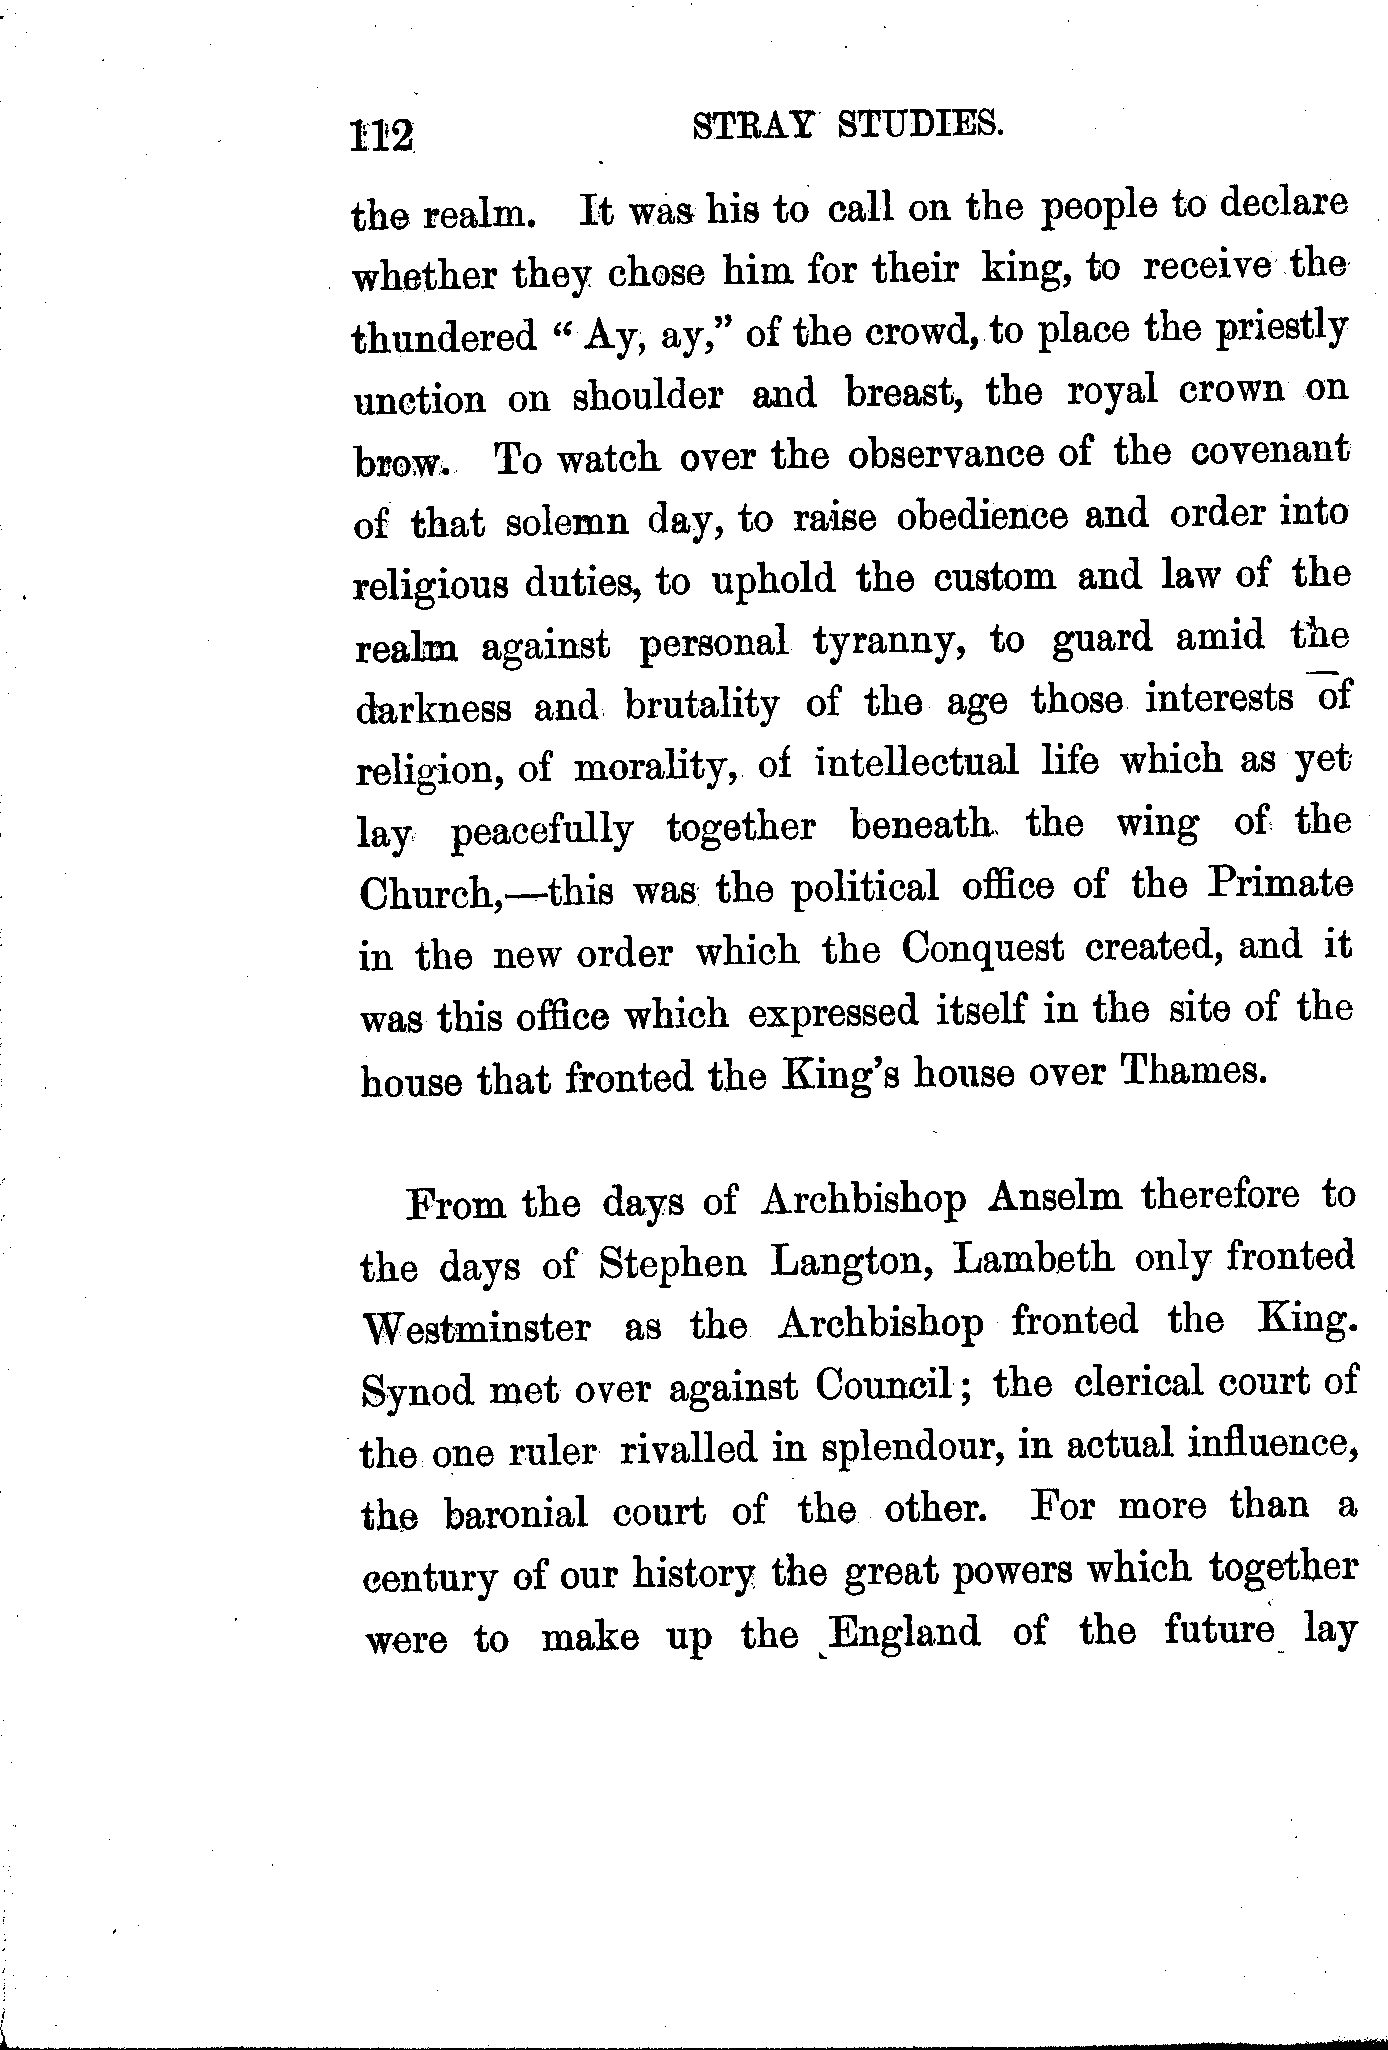 112 STRAY STUDIES.
the realm. It was his to call on the people to declare
whether they chose him for their king, to receive the
thundered “Ay, ay,” of the crowd, to place the priestly
unction on shoulder and breast, the royal crown on
brow. To watch over the observance of the covenant
of that solemn day, to raise obedience and order into
religious duties, to uphold the custom and law of the
realm against personal tyranny, to guard amid the
darkness and brutality of the age those interests of
religion, of morality, of intellectual life which as yet
lay peacefully together beneath the wing of the
Church,—this was the political office of the Primate
in the new order which the Conquest created, and it
was this office which expressed itself in the site of the
house that fronted the King’s house over Thames.
From the days of Archbishop Anselm therefore to
the days of Stephen Langton, Lambeth only fronted
Westminster as the Archbishop fronted the King.
Synod met over against Council; the clerical court of
the one ruler rivalled in splendour, in actual influence,
the baronial court of the other. For more than a
century of our history the great powers which together
were to make up the England of the future lay